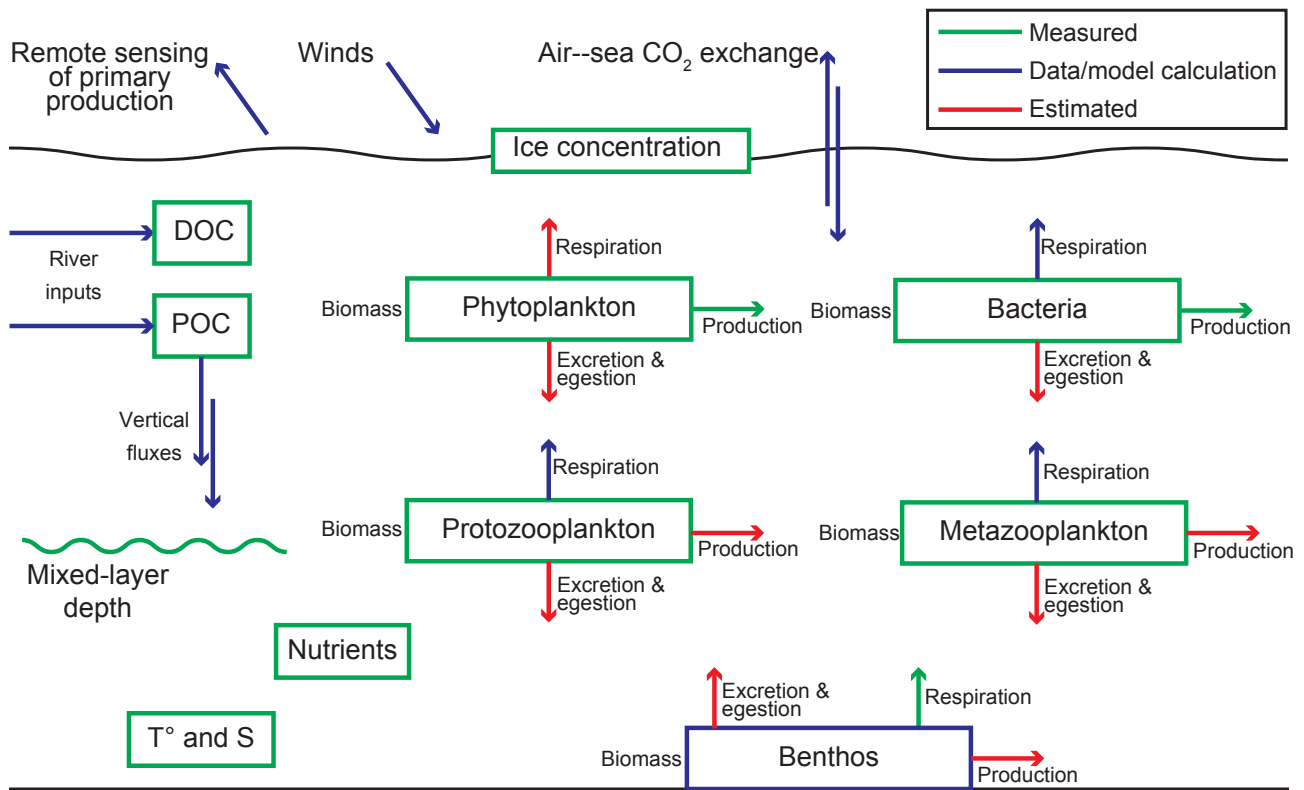 Remote sensing
of primary
production
Winds
Air--sea CO₂ exchange
Measured
Data/model calculation
Estimated
Ice concentration
DOC
River
inputs
POC
Vertical
fluxes
Mixed-layer
depth
Respiration
Biomass
Phytoplankton
Production
Excretion &
egestion
Respiration
Biomass
Bacteria
Production
Excretion &
egestion
Respiration
Biomass
Protozooplankton
Production
Excretion &
egestion
Respiration
Biomass
Metazooplankton
Production
Excretion &
egestion
Nutrients
T° and S
Excretion &
egestion
Respiration
Biomass
Benthos
Production